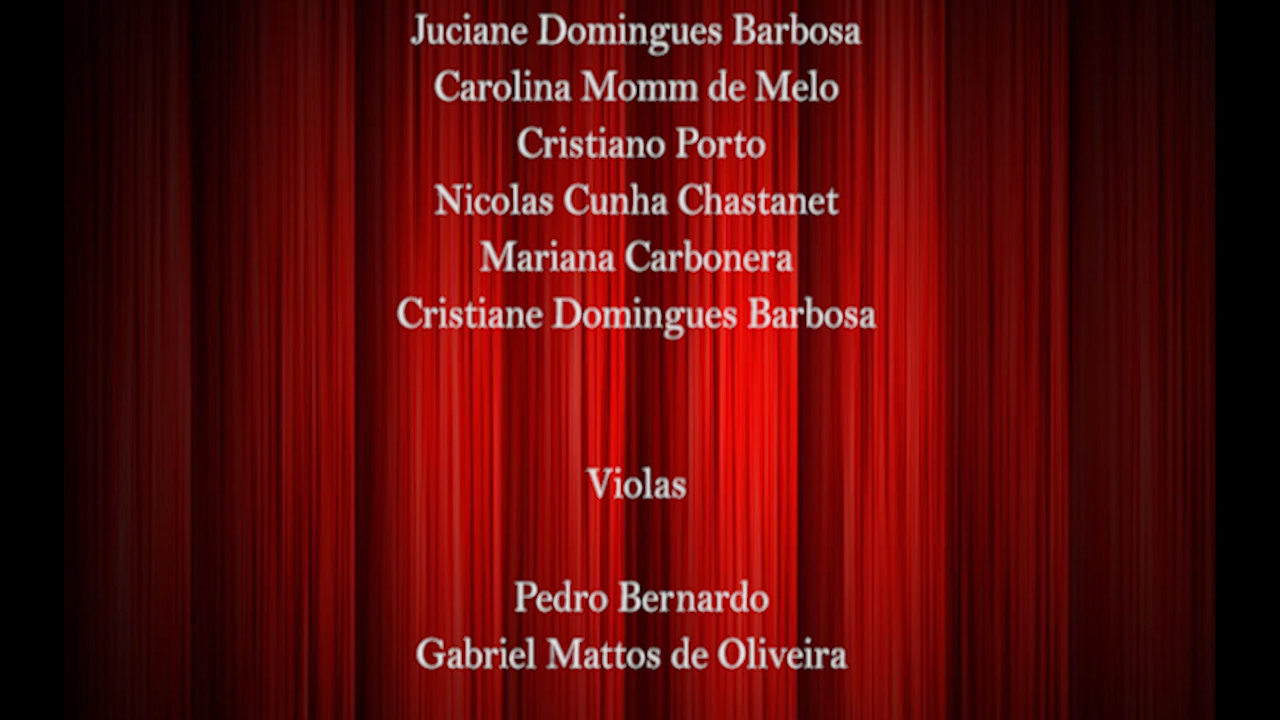 Juciane Domingues Barbosa
Carolina Momm de Melo
Cristiano Porto
Nicolas Cunha Chastanet
Mariana Carbonera
Cristiane Domingues Barbosa
Violas
Pedro Bernardo
Gabriel Mattos de Oliveira